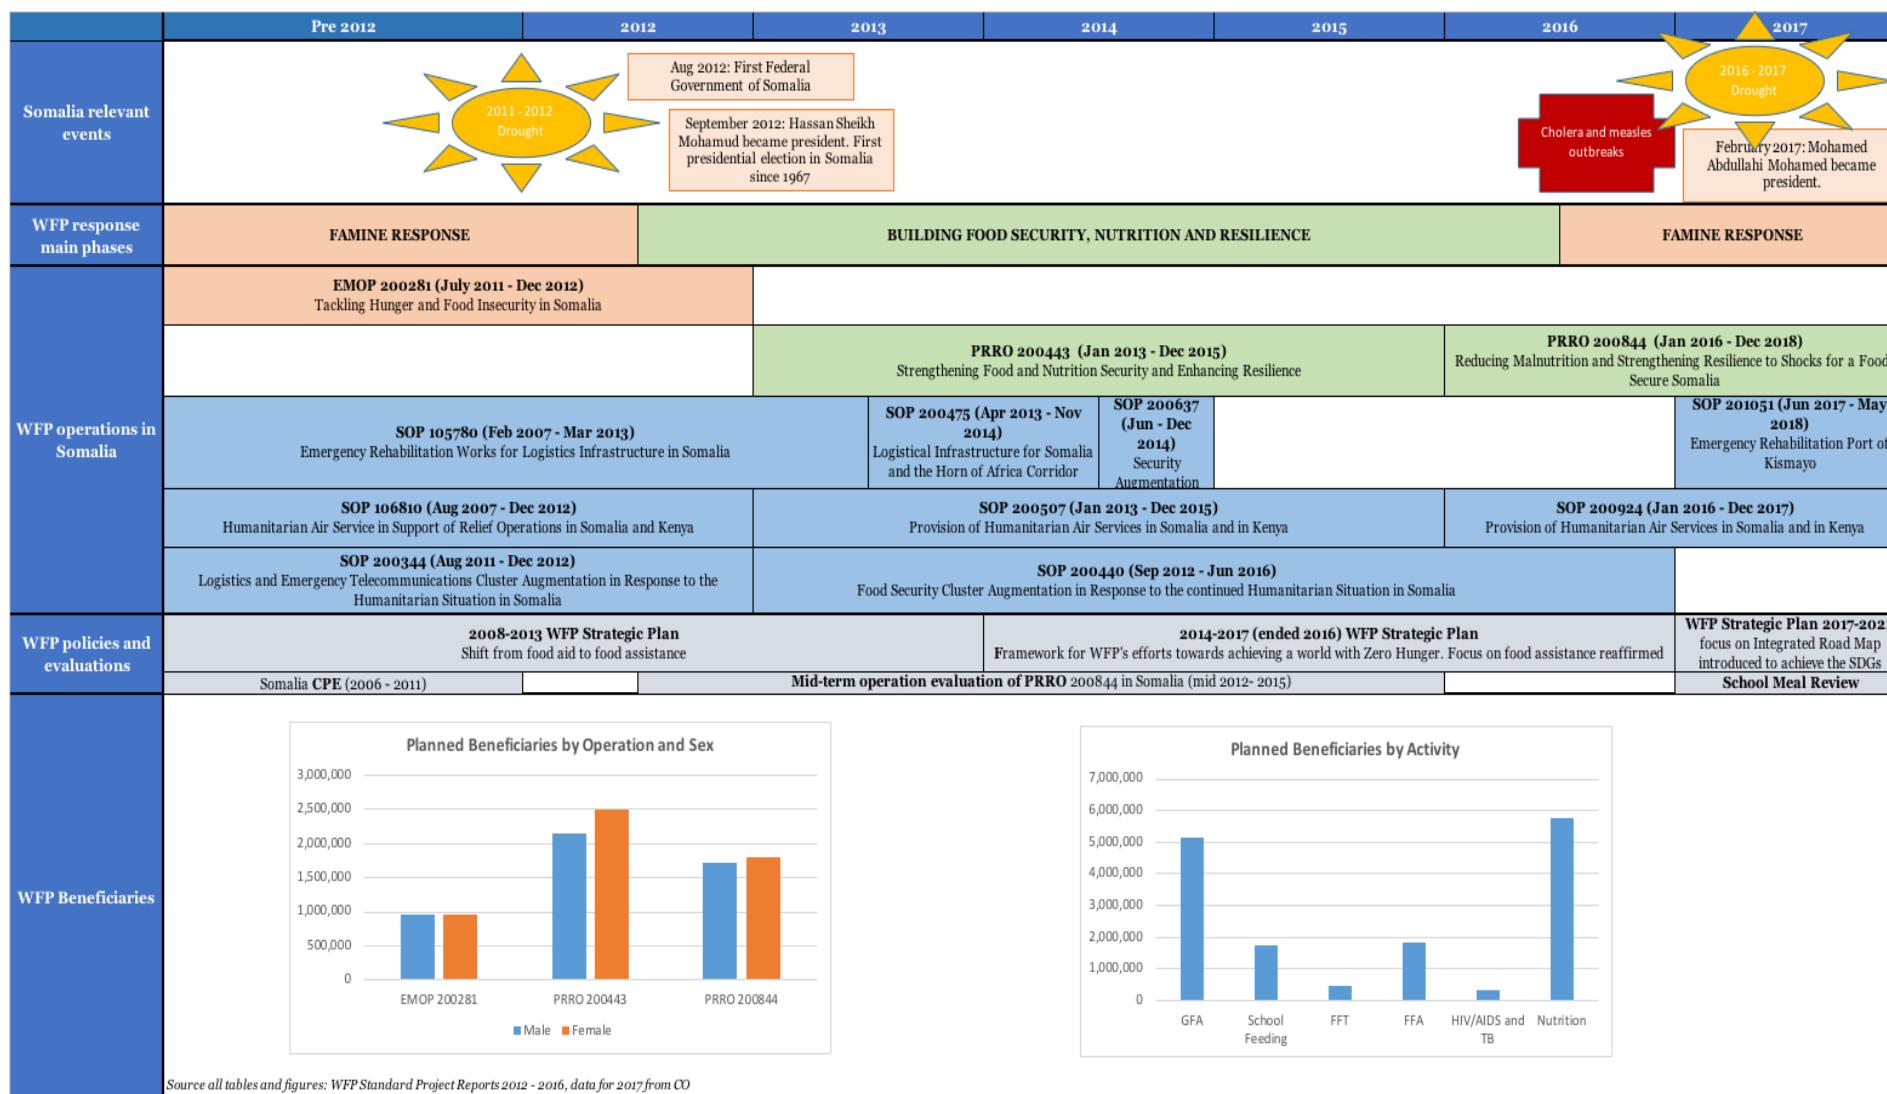 Pre 2012
2012
2013
2014
2015
2016
2017
Somalia relevant
events
2011 - 2012
Drought
Aug 2012: First Federal
Government of Somalia
September 2012: Hassan Sheikh
Mohamud became president. First
presidential election in Somalia
since 1967
Cholera and measles
outbreaks
2016 - 2017
Drought
February 2017: Mohamed
Abdullahi Mohamed became
president.
WFP response
main phases
FAMINE RESPONSE
BUILDING FOOD SECURITY, NUTRITION AND RESILIENCE
FAMINE RESPONSE
WFP operations in
Somalia
EMOP 200281 (July 2011 - Dec 2012)
Tackling Hunger and Food Insecurity in Somalia
PRRO 200443 (Jan 2013 - Dec 2015)
Strengthening Food and Nutrition Security and Enhancing Resilience
PRRO 200844 (Jan 2016 - Dec 2018)
Reducing Malnutrition and Strengthening Resilience to Shocks for a Food
Secure Somalia
SOP 105780 (Feb 2007 - Mar 2013)
Emergency Rehabilitation Works for Logistics Infrastructure in Somalia
SOP 200475 (Apr 2013 - Nov
2014)
Logistical Infrastructure for Somalia
and the Horn of Africa Corridor
SOP 200637
(Jun - Dec
2014)
Security
Augmentation
SOP 201051 (Jun 2017 - May
2018)
Emergency Rehabilitation Port of
Kismayo
SOP 106810 (Aug 2007 - Dec 2012)
Humanitarian Air Service in Support of Relief Operations in Somalia and Kenya
SOP 200507 (Jan 2013 - Dec 2015)
Provision of Humanitarian Air Services in Somalia and in Kenya
SOP 200924 (Jan 2016 - Dec 2017)
Provision of Humanitarian Air Services in Somalia and in Kenya
SOP 200344 (Aug 2011 - Dec 2012)
Logistics and Emergency Telecommunications Cluster Augmentation in Response to the
Humanitarian Situation in Somalia
SOP 200440 (Sep 2012 - Jun 2016)
Food Security Cluster Augmentation in Response to the continued Humanitarian Situation in Somalia
WFP policies and
evaluations
2008-2013 WFP Strategic Plan
Shift from food aid to food assistance
2014-2017 (ended 2016) WFP Strategic Plan
Framework for WFP's efforts towards achieving a world with Zero Hunger. Focus on food assistance reaffirmed
WFP Strategic Plan 2017-2021
focus on Integrated Road Map
introduced to achieve the SDGs
Somalia CPE (2006 - 2011)
Mid-term operation evaluation of PRRO 200844 in Somalia (mid 2012- 2015)
School Meal Review
WFP Beneficiaries
Planned Beneficiaries by Operation and Sex
3,000,000
2,500,000
2,000,000
1,500,000
1,000,000
500,000
0
EMOP 200281
PRRO 200443
PRRO 200844
Male
Female
Planned Beneficiaries by Activity
7,000,000
6,000,000
5,000,000
4,000,000
3,000,000
2,000,000
1,000,000
0
GFA
School
Feeding
FFT
FFA
HIV/AIDS and
TB
Nutrition
Source all tables and figures: WFP Standard Project Reports 2012 - 2016, data for 2017 from CO